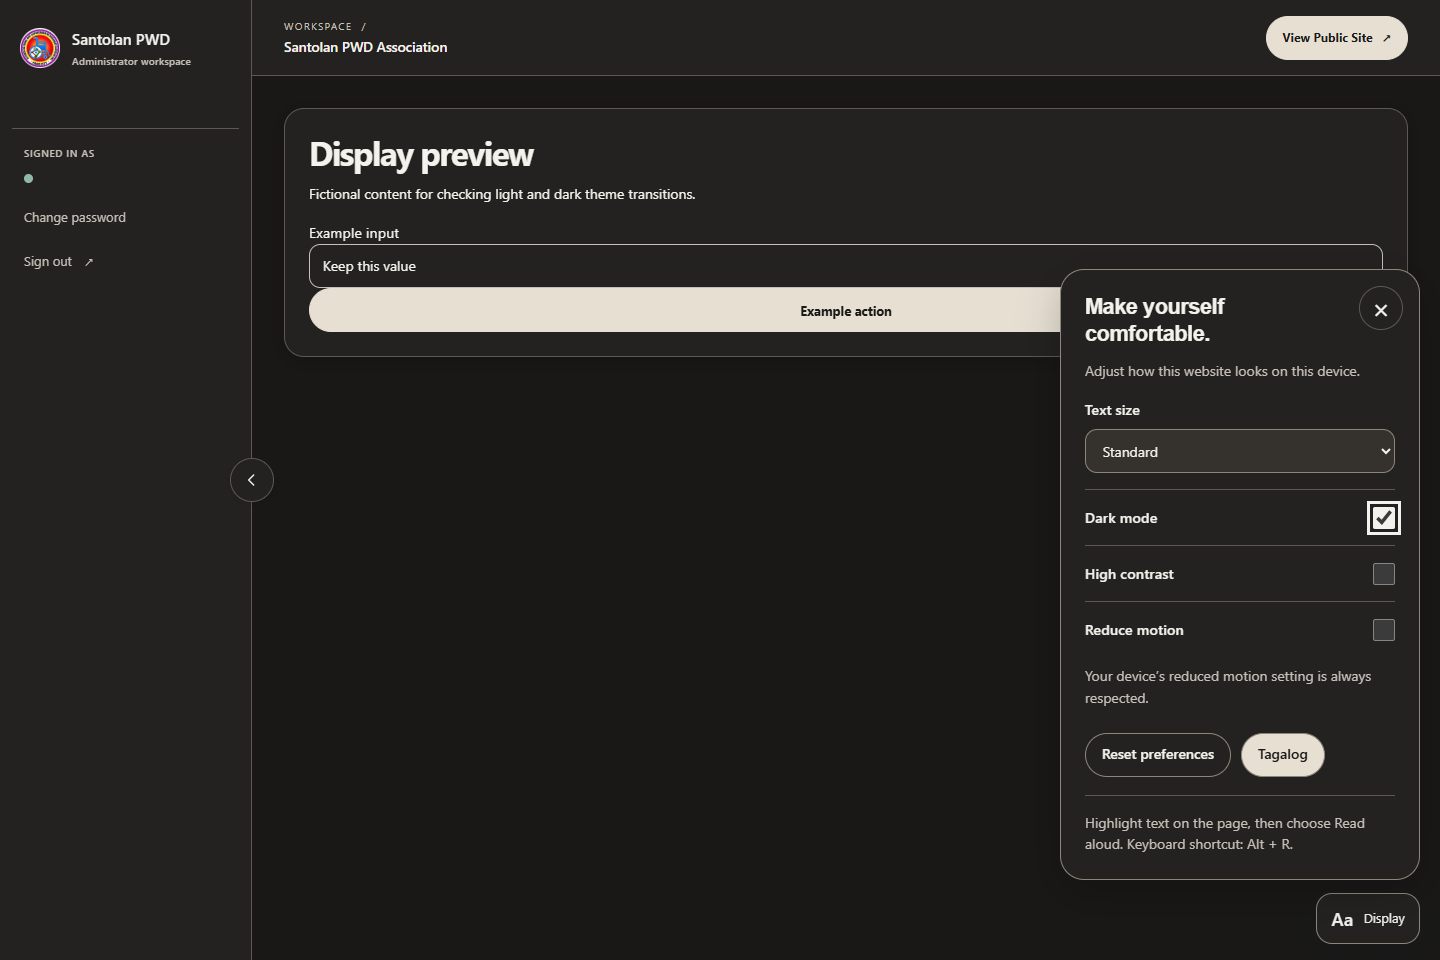 Santolan PWD
Administrator workspace
SIGNED IN AS
Change password
Sign out ↗
WORKSPACE /
Santolan PWD Association
View Public Site ↗
Display preview
Fictional content for checking light and dark theme transitions.
Example input
Keep this value
Example action
Make yourself
comfortable.
Adjust how this website looks on this device.
Text size
Standard
Dark mode
High contrast
Reduce motion
Your device’s reduced motion setting is always
respected.
Reset preferences
Tagalog
Highlight text on the page, then choose Read
aloud. Keyboard shortcut: Alt + R.
Aa Display